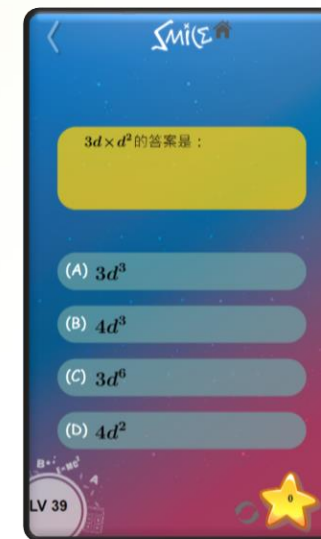 SMILE
3d × d² 的答案是：
(A) 3d³
(B) 4d³
(C) 3d⁶
(D) 4d²
LV 39
0